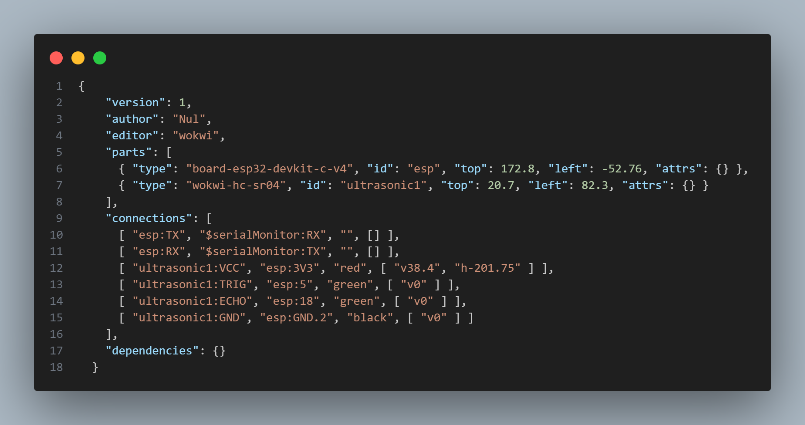 1 {
2     "version": 1,
3     "author": "Nul",
4     "editor": "wokwi",
5     "parts": [
6       { "type": "board-esp32-devkit-c-v4", "id": "esp", "top": 172.8, "left": -52.76, "attrs": {} },
7       { "type": "wokwi-hc-sr04", "id": "ultrasonic1", "top": 20.7, "left": 82.3, "attrs": {} }
8     ],
9     "connections": [
10       [ "esp:TX", "$serialMonitor:RX", "", [] ],
11       [ "esp:RX", "$serialMonitor:TX", "", [] ],
12       [ "ultrasonic1:VCC", "esp:3V3", "red", [ "v38.4", "h-201.75" ] ],
13       [ "ultrasonic1:TRIG", "esp:5", "green", [ "v0" ] ],
14       [ "ultrasonic1:ECHO", "esp:18", "green", [ "v0" ] ],
15       [ "ultrasonic1:GND", "esp:GND.2", "black", [ "v0" ] ]
16     ],
17     "dependencies": {}
18   }